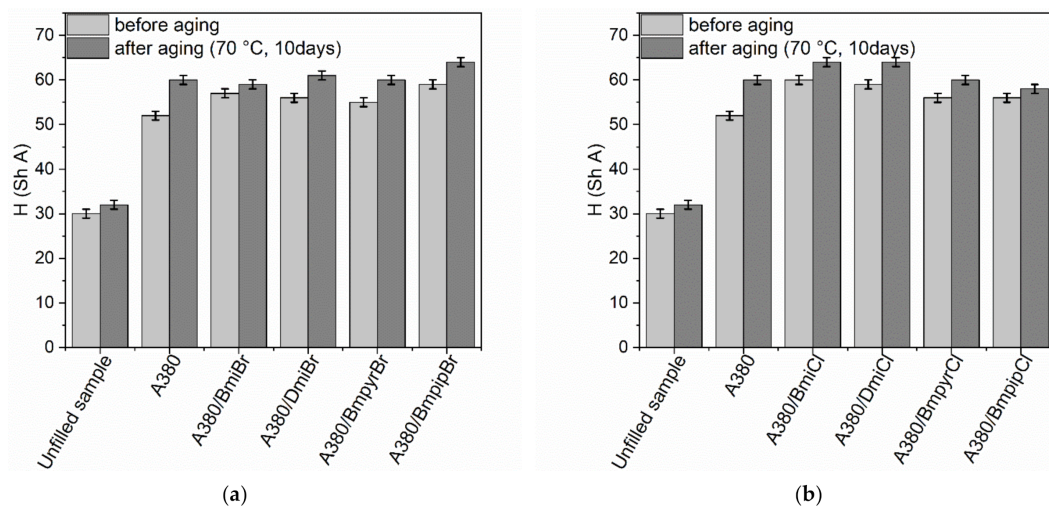 before aging
after aging (70 °C, 10days)
70
60
50
40
30
20
10
0
H (Sh A)
Unfilled sample
A380
A380/BmiBr
A380/DmiBr
A380/BmpyrBr
A380/BmpipBr
(a)
before aging
after aging (70 °C, 10days)
70
60
50
40
30
20
10
0
H (Sh A)
Unfilled sample
A380
A380/BmiCl
A380/DmiCl
A380/BmpyrCl
A380/BmpipCl
(b)